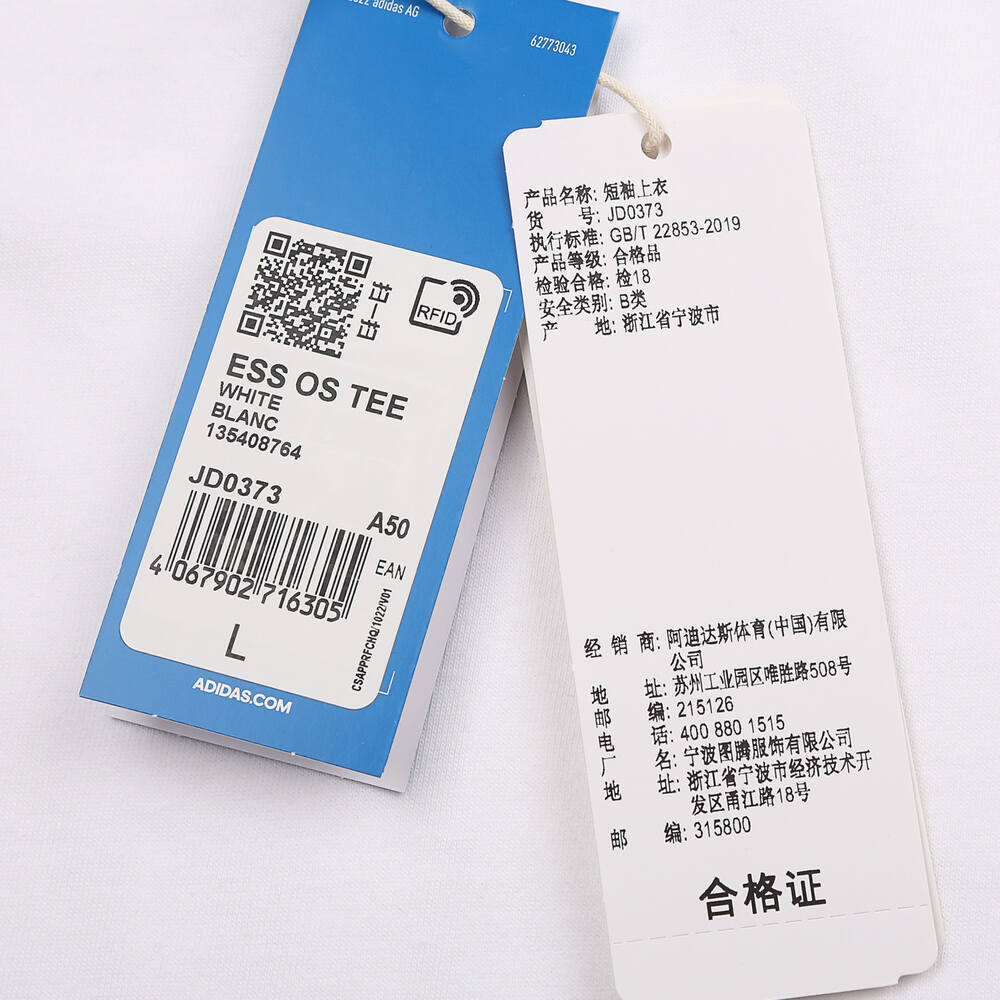 2022 adidas AG
62773043
RFID
ESS OS TEE
WHITE
BLANC
135408764
JD0373
A50
EAN
4 067902 716305
CSAPPRFCHQ/1022/V01
L
ADIDAS.COM
产品名称: 短袖上衣
货 号: JD0373
执行标准: GB/T 22853-2019
产品等级: 合格品
检验合格: 检18
安全类别: B类
产 地: 浙江省宁波市
经 销 商: 阿迪达斯体育(中国)有限
公司
地 址: 苏州工业园区唯胜路508号
邮 编: 215126
电 话: 400 880 1515
厂 名: 宁波图腾服饰有限公司
地 址: 浙江省宁波市经济技术开
发区甬江路18号
邮 编: 315800
合格证